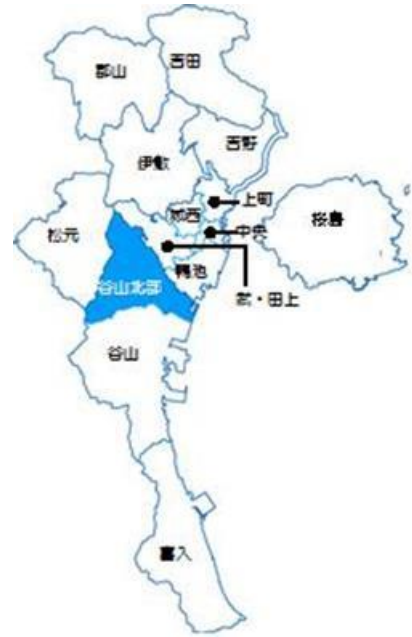 吉田
郡山
吉野
伊敷
上町
城西
桜島
松元
中央
鴨池
谷山北部
武・田上
谷山
喜入